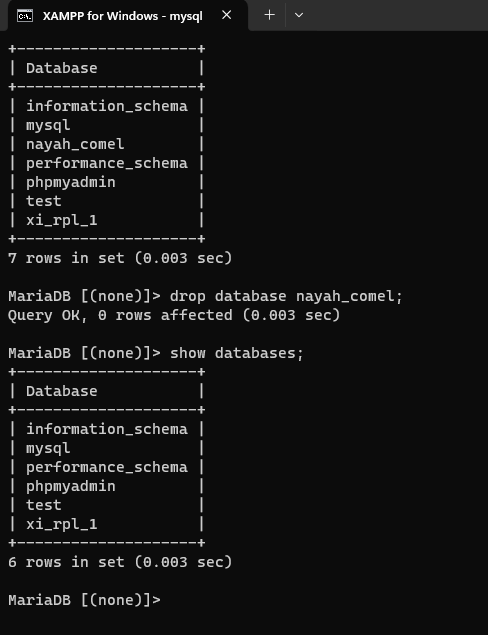 XAMPP for Windows - mysql
+--------------------+
| Database           |
+--------------------+
| information_schema |
| mysql              |
| nayah_comel        |
| performance_schema |
| phpmyadmin         |
| test               |
| xi_rpl_1           |
+--------------------+
7 rows in set (0.003 sec)
MariaDB [(none)]> drop database nayah_comel;
Query OK, 0 rows affected (0.003 sec)
MariaDB [(none)]> show databases;
+--------------------+
| Database           |
+--------------------+
| information_schema |
| mysql              |
| performance_schema |
| phpmyadmin         |
| test               |
| xi_rpl_1           |
+--------------------+
6 rows in set (0.003 sec)
MariaDB [(none)]>